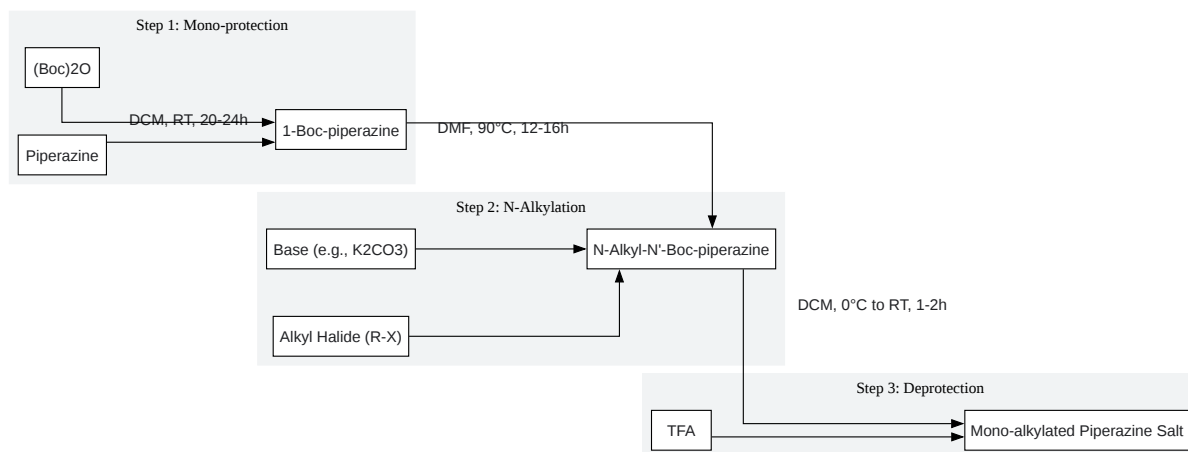 Step 1: Mono-protection
(Boc)2O
DCM, RT, 20-24h
1-Boc-piperazine
DMF, 90°C, 12-16h
Piperazine
Step 2: N-Alkylation
Base (e.g., K2CO3)
N-Alkyl-N'-Boc-piperazine
DCM, 0°C to RT, 1-2h
Alkyl Halide (R-X)
Step 3: Deprotection
TFA
Mono-alkylated Piperazine Salt